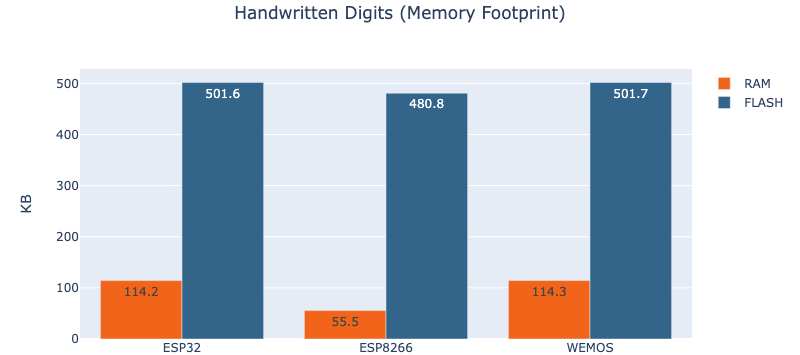 Handwritten Digits (Memory Footprint)
RAM
FLASH
KB
500
400
300
200
100
0
501.6
480.8
501.7
114.2
55.5
114.3
ESP32
ESP8266
WEMOS